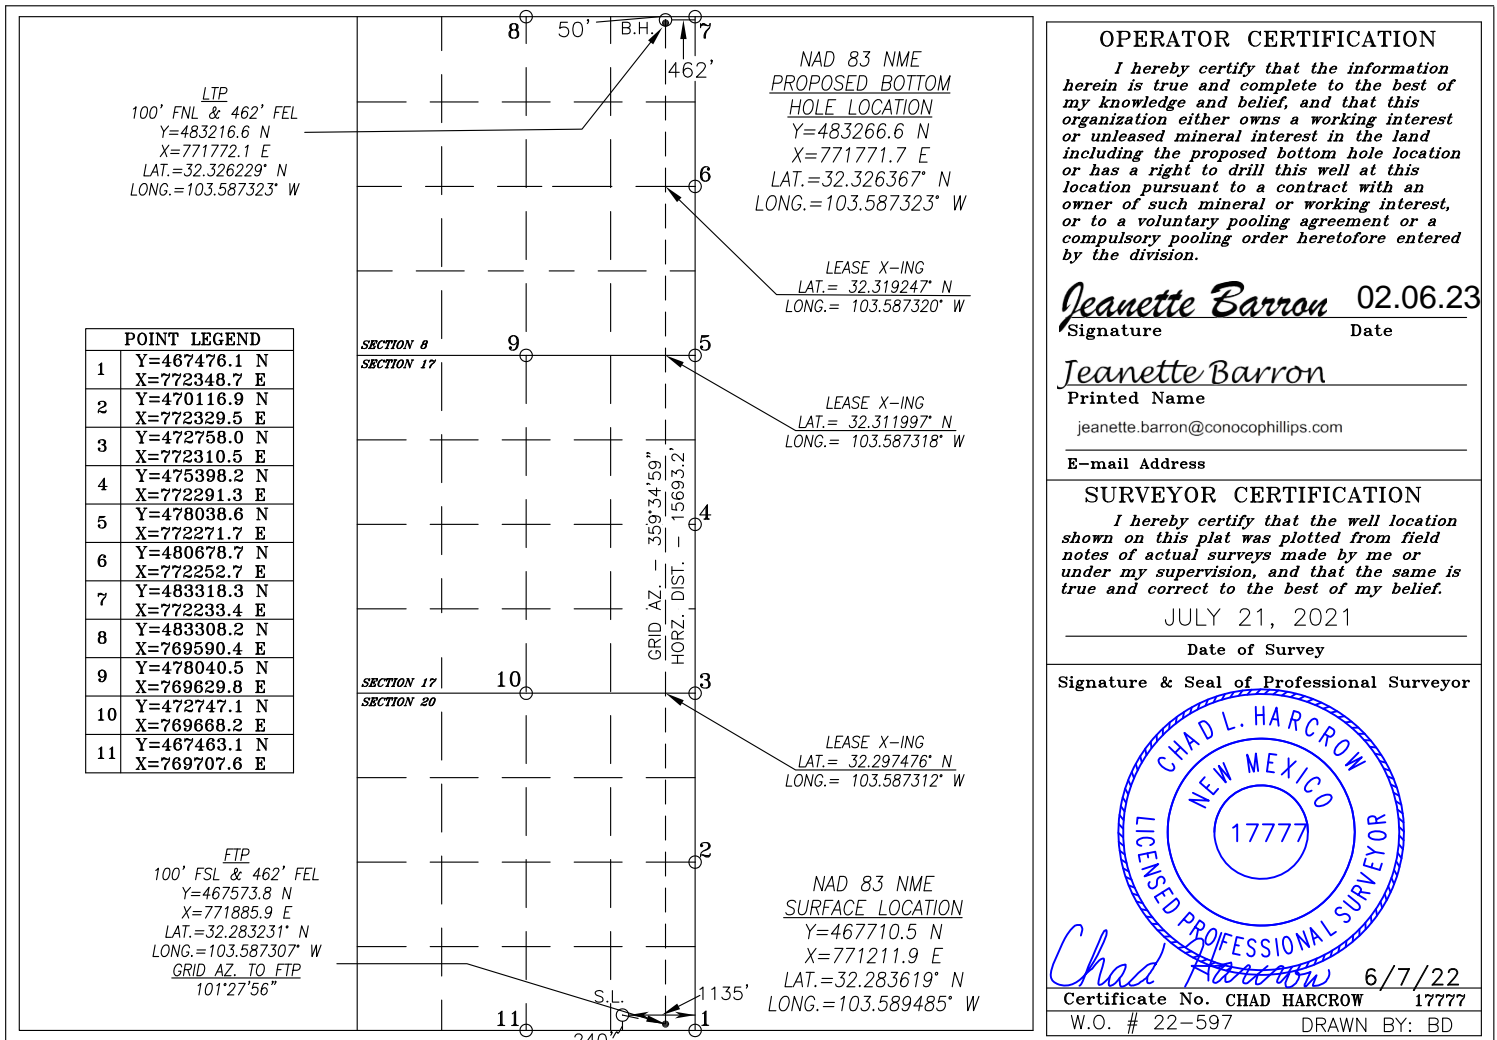 8
50'
B.H.
7
462'
LTP
100' FNL & 462' FEL
Y=483216.6 N
X=771772.1 E
LAT.=32.326229° N
LONG.=103.587323° W
NAD 83 NME
PROPOSED BOTTOM
HOLE LOCATION
Y=483266.6 N
X=771771.7 E
LAT.=32.326367° N
LONG.=103.587323° W
6
LEASE X-ING
LAT.= 32.319247° N
LONG.= 103.587320° W
POINT LEGEND
1 Y=467476.1 N
X=772348.7 E
2 Y=470116.9 N
X=772329.5 E
3 Y=472758.0 N
X=772310.5 E
4 Y=475398.2 N
X=772291.3 E
5 Y=478038.6 N
X=772271.7 E
6 Y=480678.7 N
X=772252.7 E
7 Y=483318.3 N
X=772233.4 E
8 Y=483308.2 N
X=769590.4 E
9 Y=478040.5 N
X=769629.8 E
10 Y=472747.1 N
X=769668.2 E
11 Y=467463.1 N
X=769707.6 E
SECTION 8
SECTION 17
9
5
LEASE X-ING
LAT.= 32.311997° N
LONG.= 103.587318° W
GRID AZ. - 359°34'59"
HORZ. DIST. - 15693.2'
4
SECTION 17
SECTION 20
10
3
LEASE X-ING
LAT.= 32.297476° N
LONG.= 103.587312° W
2
FTP
100' FSL & 462' FEL
Y=467573.8 N
X=771885.9 E
LAT.=32.283231° N
LONG.=103.587307° W
GRID AZ. TO FTP
101°27'56"
NAD 83 NME
SURFACE LOCATION
Y=467710.5 N
X=771211.9 E
LAT.=32.283619° N
LONG.=103.589485° W
S.L.
1135'
11
240'
1
OPERATOR CERTIFICATION
I hereby certify that the information
herein is true and complete to the best of
my knowledge and belief, and that this
organization either owns a working interest
or unleased mineral interest in the land
including the proposed bottom hole location
or has a right to drill this well at this
location pursuant to a contract with an
owner of such mineral or working interest,
or to a voluntary pooling agreement or a
compulsory pooling order heretofore entered
by the division.
Jeanette Barron 02.06.23
Signature Date
Jeanette Barron
Printed Name
jeanette.barron@conocophillips.com
E-mail Address
SURVEYOR CERTIFICATION
I hereby certify that the well location
shown on this plat was plotted from field
notes of actual surveys made by me or
under my supervision, and that the same is
true and correct to the best of my belief.
JULY 21, 2021
Date of Survey
Signature & Seal of Professional Surveyor
CHAD L. HARCROW
NEW MEXICO
17777
LICENSED PROFESSIONAL SURVEYOR
Chad Harcrow 6/7/22
Certificate No. CHAD HARCROW 17777
W.O. # 22-597 DRAWN BY: BD